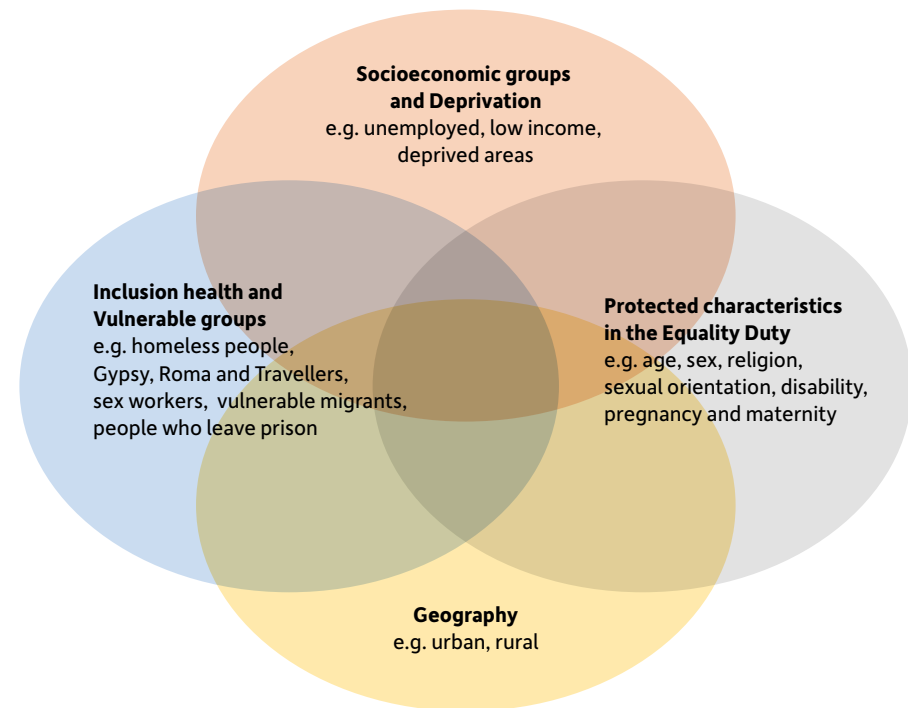 Socioeconomic groups
and Deprivation
e.g. unemployed, low income,
deprived areas
Inclusion health and
Vulnerable groups
e.g. homeless people,
Gypsy, Roma and Travellers,
sex workers,  vulnerable migrants,
people who leave prison
Protected characteristics
in the Equality Duty
e.g. age, sex, religion,
sexual orientation, disability,
pregnancy and maternity
Geography
e.g. urban, rural